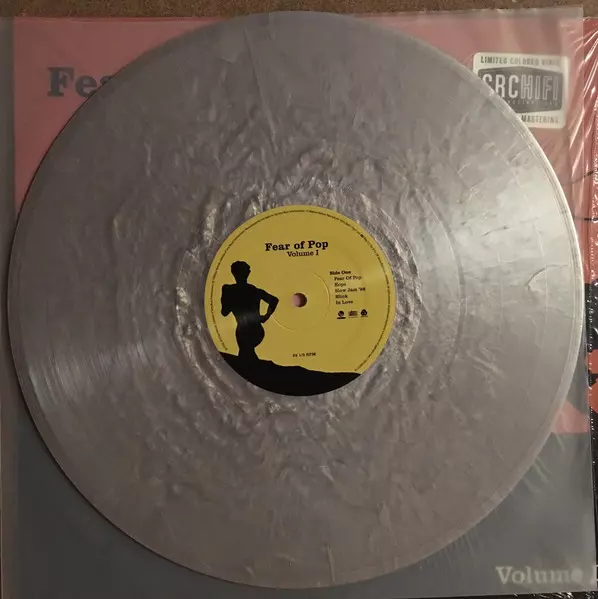 Fea
LIMITED COLORED VINYL
SRCHIFI
MASTERING
Fear of Pop
Volume I
Side One
Fear Of Pop
Kops
Slow Jam '98
Blink
In Love
33 1/3 RPM
Volume I